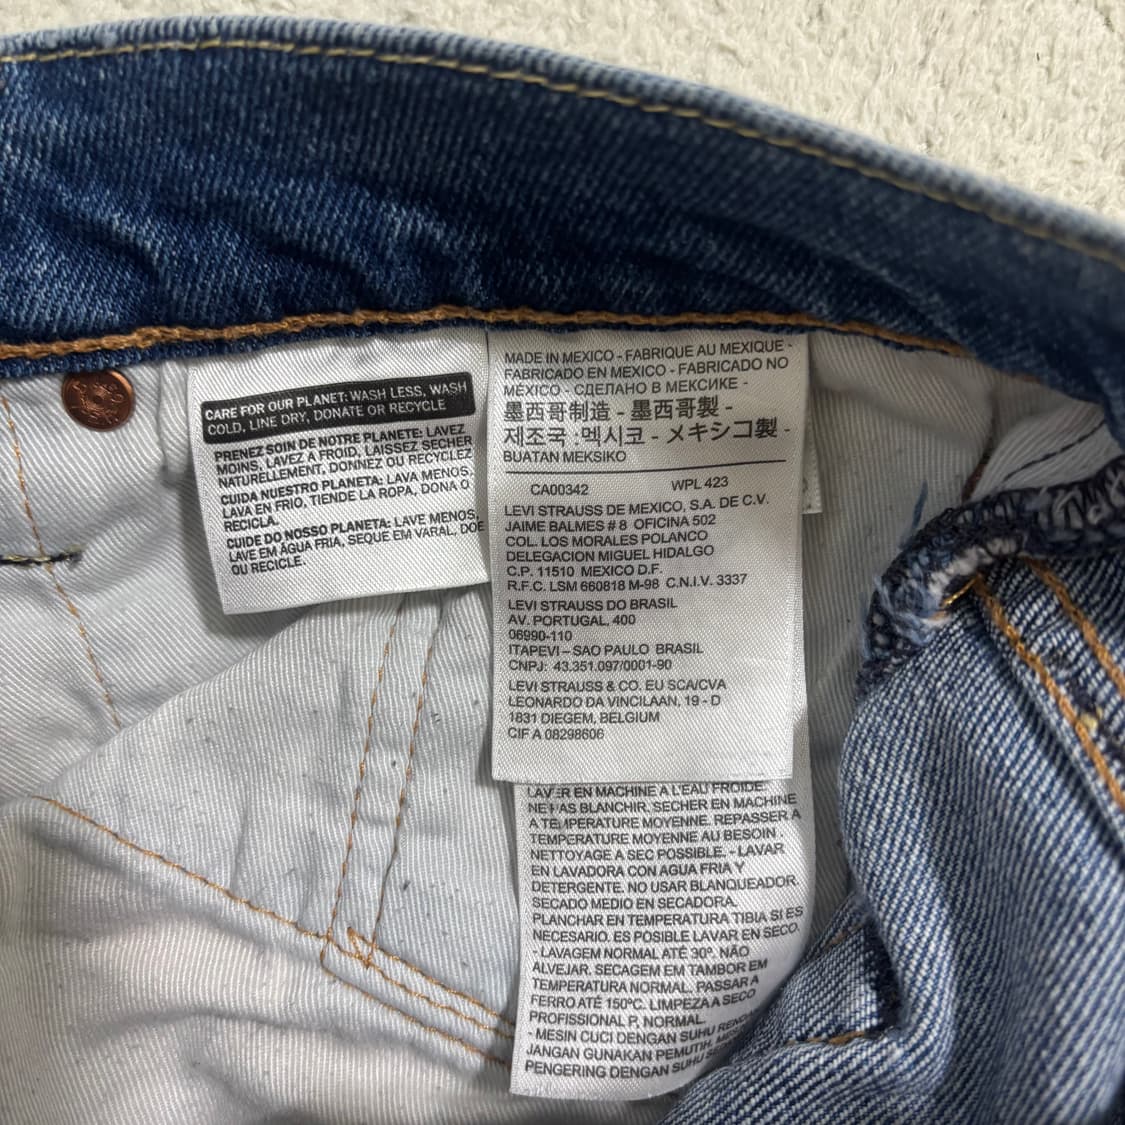 CARE FOR OUR PLANET: WASH LESS, WASH
COLD, LINE DRY, DONATE OR RECYCLE
PRENEZ SOIN DE NOTRE PLANETE: LAVEZ
MOINS, LAVEZ A FROID, LAISSEZ SECHER
NATURELLEMENT, DONNEZ OU RECYCLEZ
CUIDA NUESTRO PLANETA: LAVA MENOS,
LAVA EN FRÍO, TIENDE LA ROPA, DONA O
RECICLA.
CUIDE DO NOSSO PLANETA: LAVE MENOS,
LAVE EM ÁGUA FRIA, SEQUE EM VARAL, DOE
OU RECICLE.
MADE IN MEXICO - FABRIQUE AU MEXIQUE -
FABRICADO EN MEXICO - FABRICADO NO
MÉXICO - СДЕЛАНО В МЕКСИКЕ -
墨西哥制造 - 墨西哥製 -
제조국 :멕시코 - メキシコ製 -
BUATAN MEKSIKO
CA00342 WPL 423
LEVI STRAUSS DE MEXICO, S.A. DE C.V.
JAIME BALMES # 8 OFICINA 502
COL. LOS MORALES POLANCO
DELEGACION MIGUEL HIDALGO
C.P. 11510 MEXICO D.F.
R.F.C. LSM 660818 M-98 C.N.I.V. 3337
LEVI STRAUSS DO BRASIL
AV. PORTUGAL, 400
06990-110
ITAPEVI – SAO PAULO BRASIL
CNPJ: 43.351.097/0001-90
LEVI STRAUSS & CO. EU SCA/CVA
LEONARDO DA VINCILAAN, 19 - D
1831 DIEGEM, BELGIUM
CIF A 08298606
LAVER EN MACHINE A L'EAU FROIDE.
NE PAS BLANCHIR. SECHER EN MACHINE
A TEMPERATURE MOYENNE. REPASSER A
TEMPERATURE MOYENNE AU BESOIN
NETTOYAGE A SEC POSSIBLE. - LAVAR
EN LAVADORA CON AGUA FRIA Y
DETERGENTE. NO USAR BLANQUEADOR.
SECADO MEDIO EN SECADORA.
PLANCHAR EN TEMPERATURA TIBIA SI ES
NECESARIO. ES POSIBLE LAVAR EN SECO.
- LAVAGEM NORMAL ATÉ 30º. NÃO
ALVEJAR. SECAGEM EM TAMBOR EM
TEMPERATURA NORMAL. PASSAR A
FERRO ATÉ 150ºC. LIMPEZA A SECO
PROFISSIONAL P, NORMAL.
- MESIN CUCI DENGAN SUHU
JANGAN GUNAKAN PEMUTIH.
PENGERING DENGAN SUHU